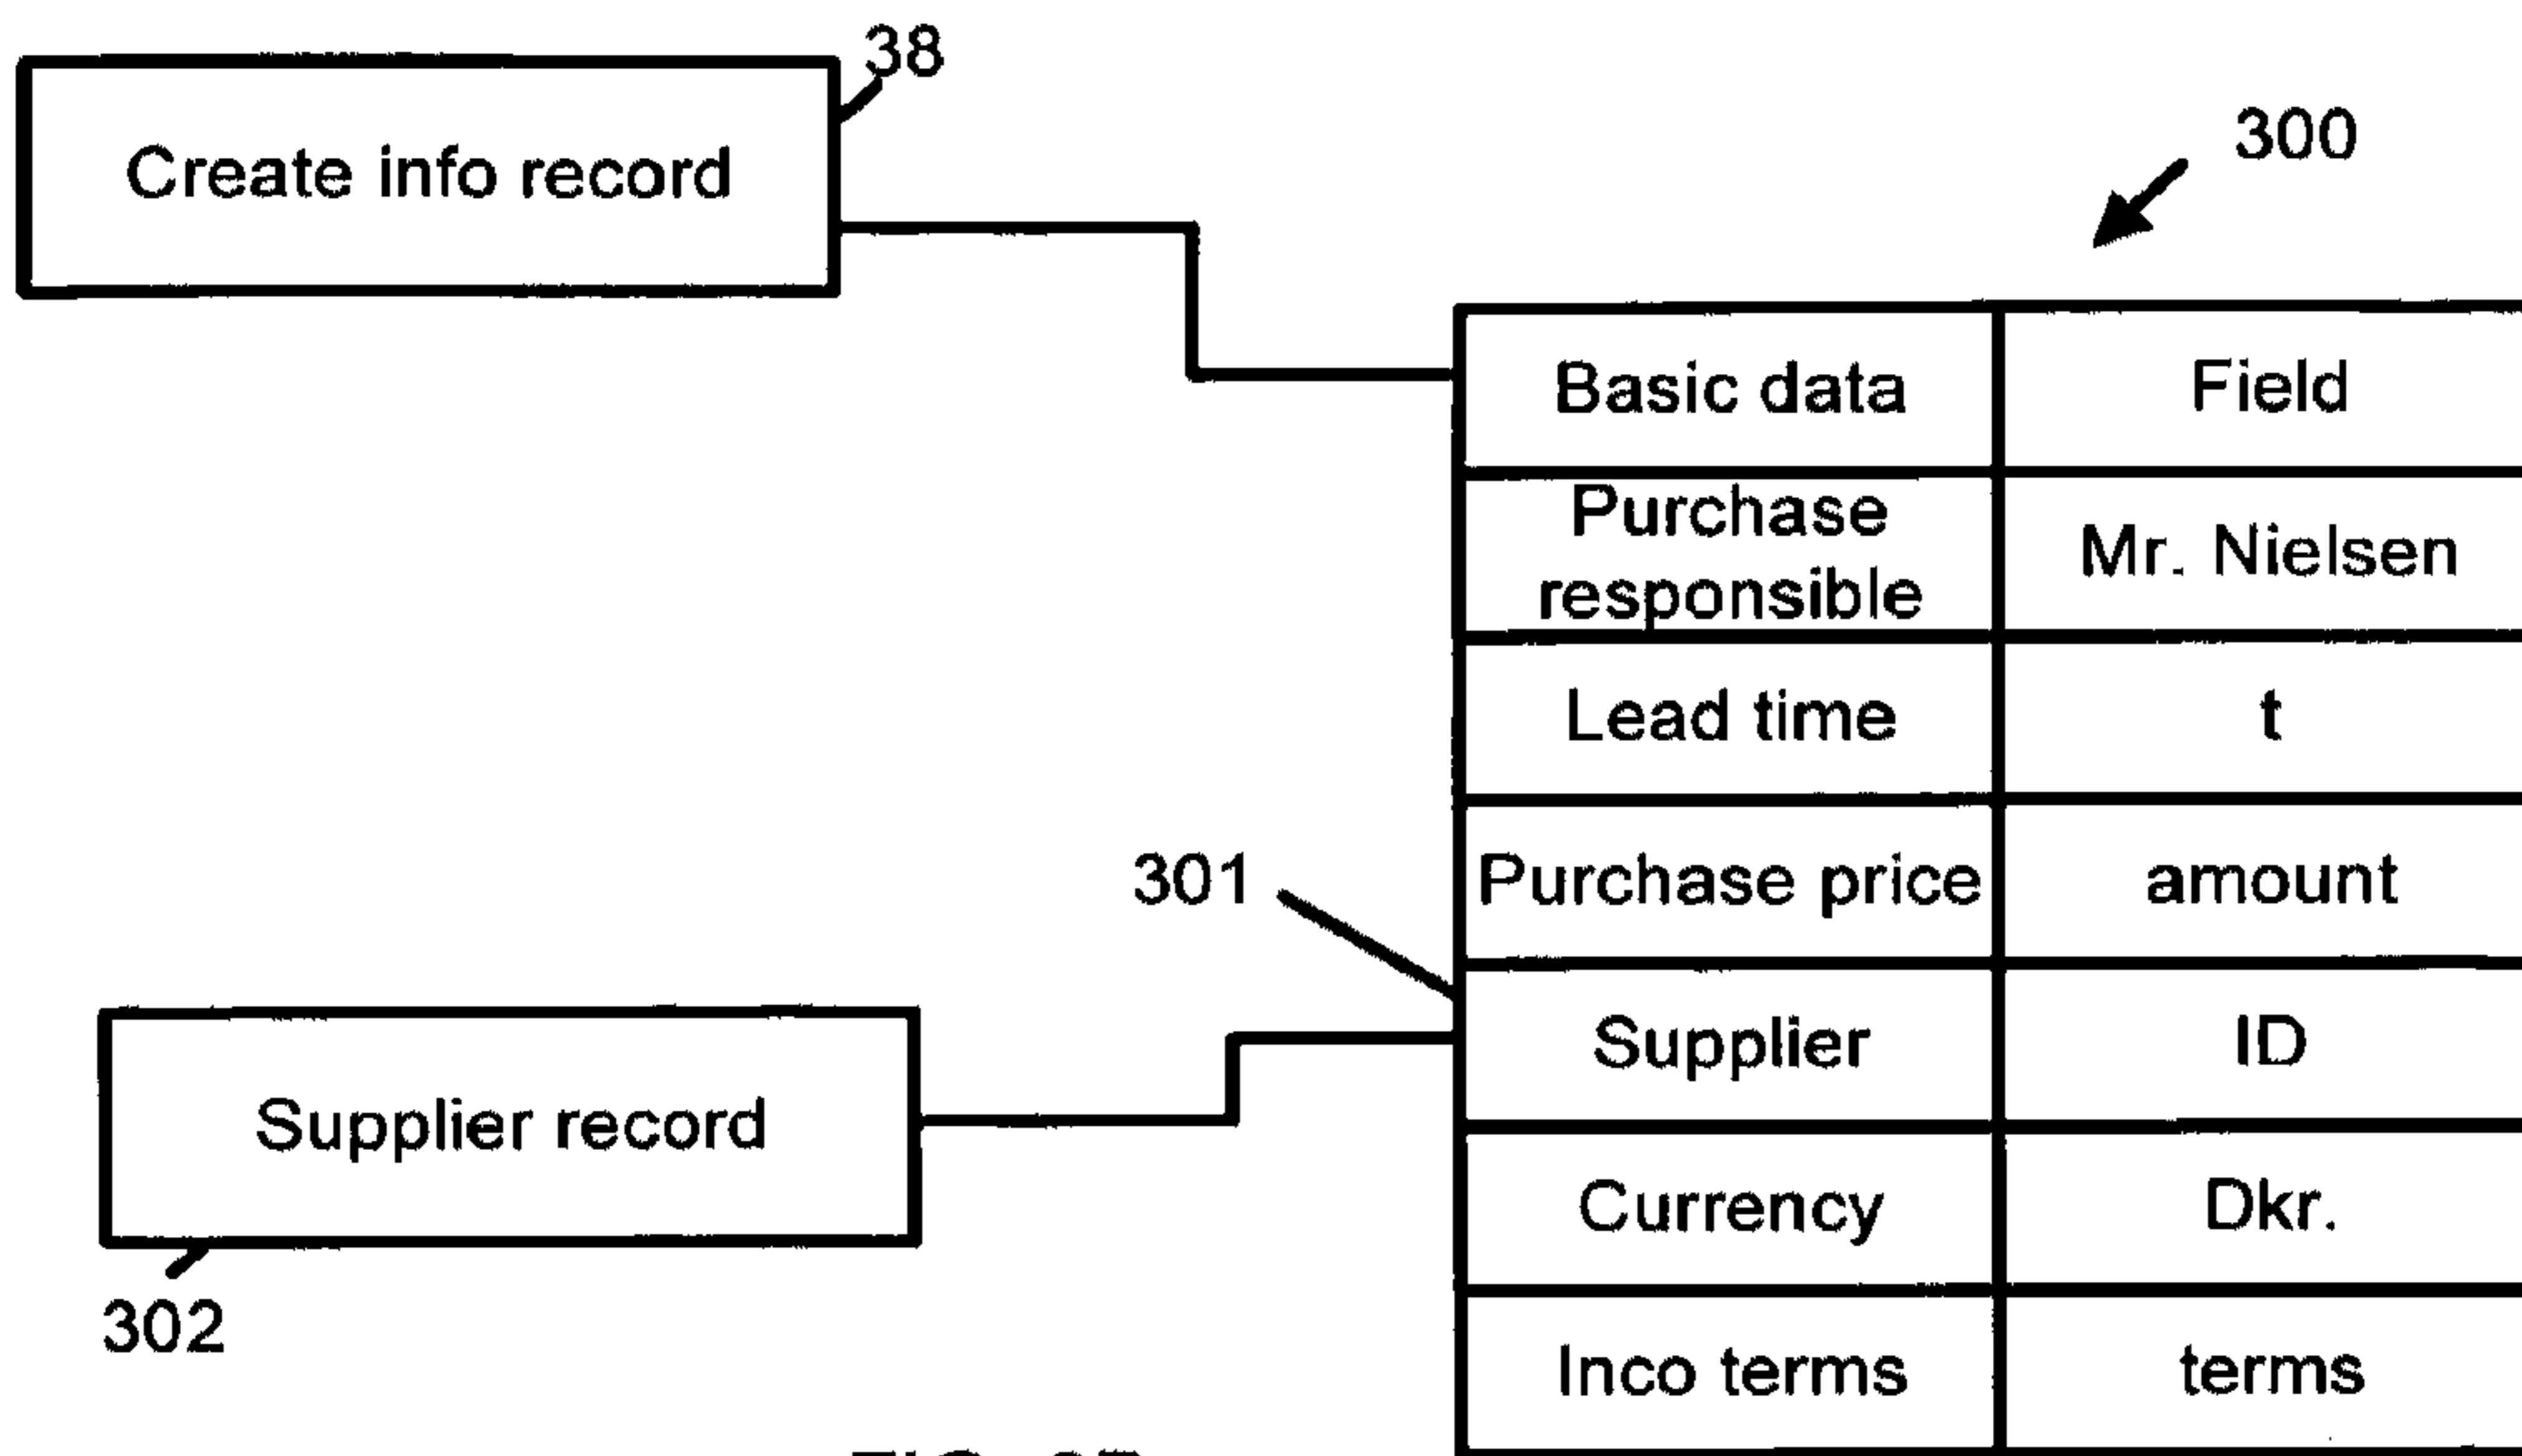 38
Create info record
300
Basic data Field
Purchase
responsible
Mr. Nielsen
Lead time t
301
Purchase price amount
Supplier ID
Supplier record
302
Currency Dkr.
Inco terms terms